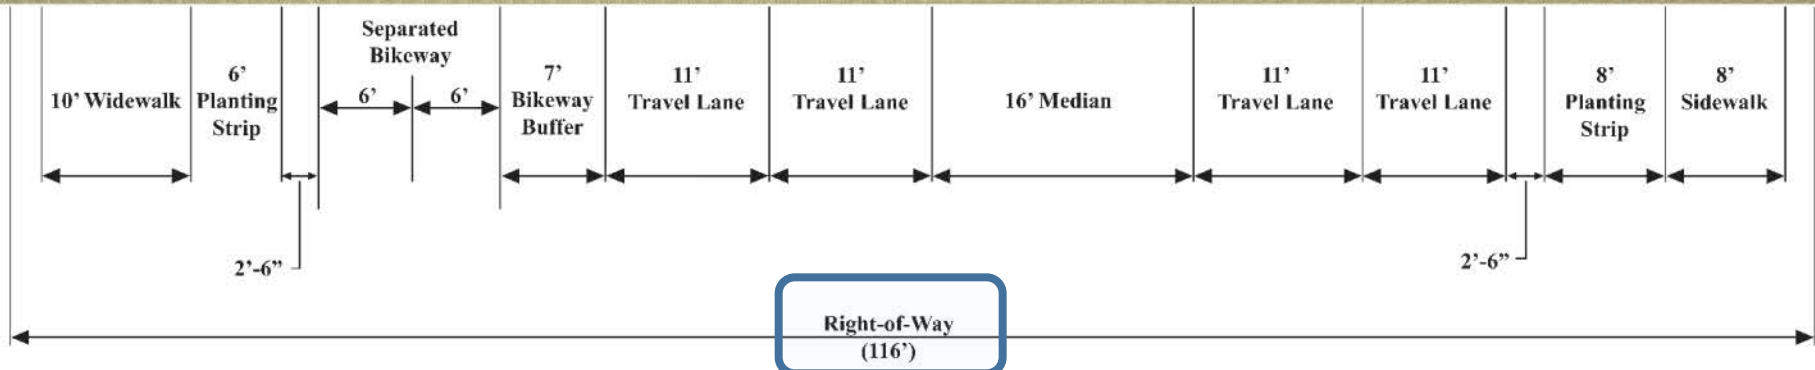 10’ Widewalk
6’
Planting
Strip
2’-6”
Separated
Bikeway
6’
6’
7’
Bikeway
Buffer
11’
Travel Lane
11’
Travel Lane
16’ Median
11’
Travel Lane
11’
Travel Lane
2’-6”
8’
Planting
Strip
8’
Sidewalk
Right-of-Way
(116’)